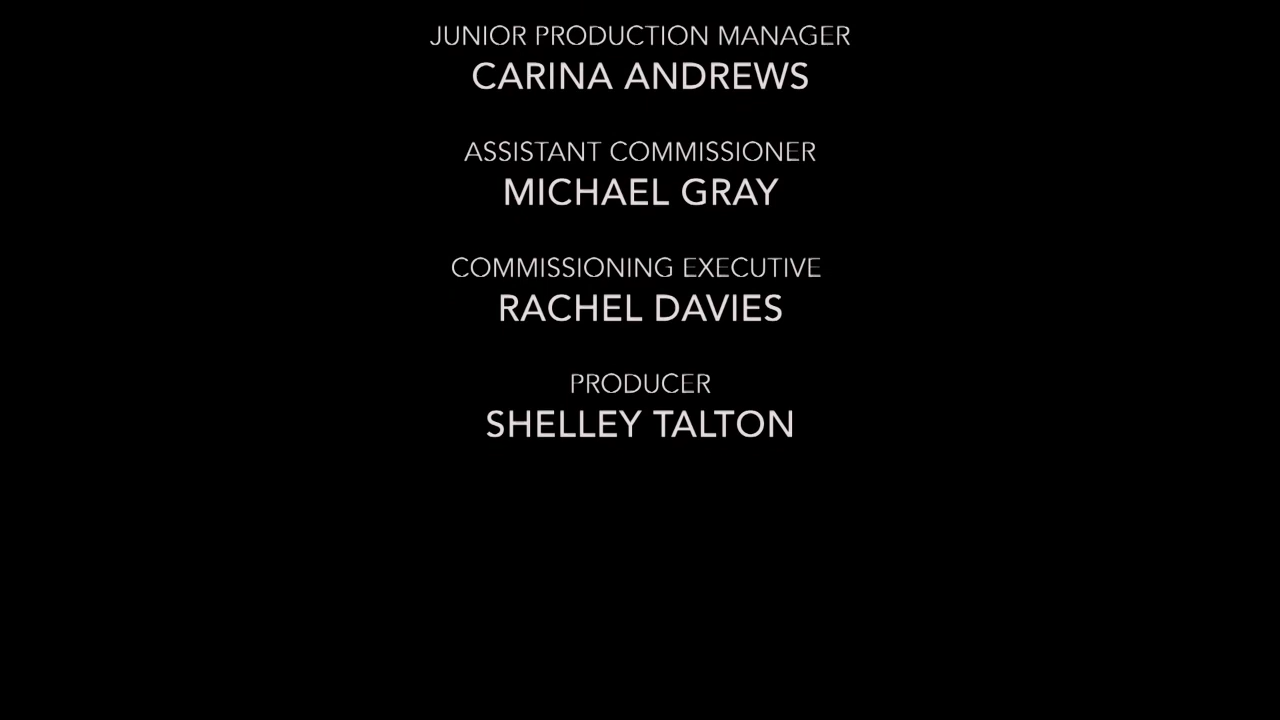 JUNIOR PRODUCTION MANAGER
CARINA ANDREWS
ASSISTANT COMMISSIONER
MICHAEL GRAY
COMMISSIONING EXECUTIVE
RACHEL DAVIES
PRODUCER
SHELLEY TALTON